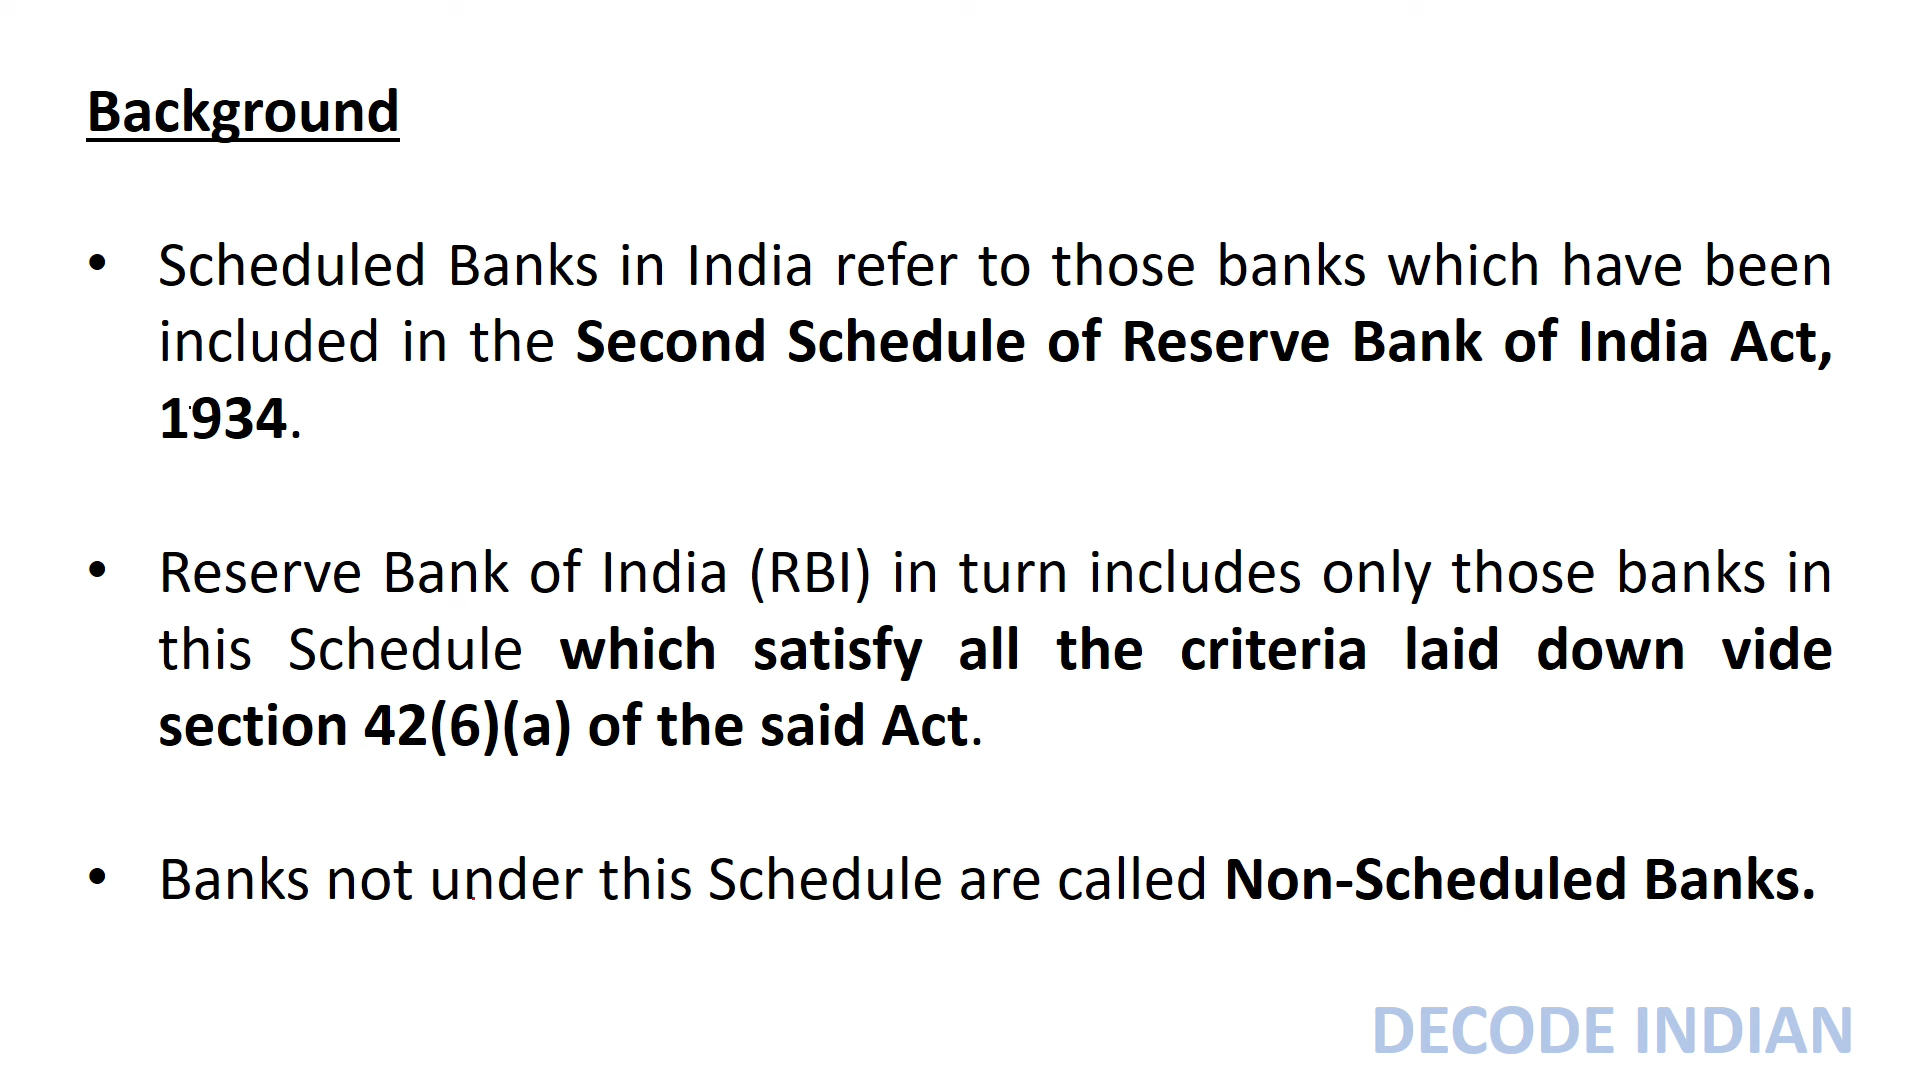 Background
• Scheduled Banks in India refer to those banks which have been
included in the Second Schedule of Reserve Bank of India Act,
1934.
• Reserve Bank of India (RBI) in turn includes only those banks in
this Schedule which satisfy all the criteria laid down vide
section 42(6)(a) of the said Act.
• Banks not under this Schedule are called Non-Scheduled Banks.
DECODE INDIAN